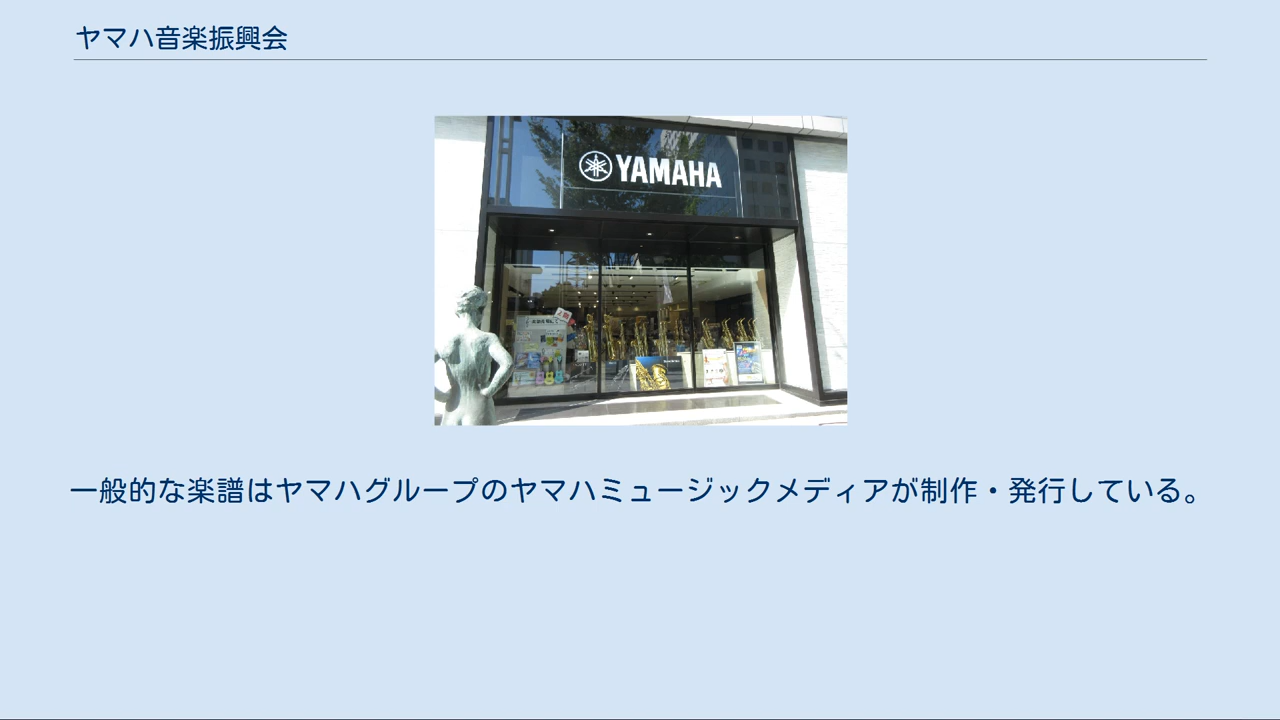 ヤマハ音楽振興会
YAMAHA
一般的な楽譜はヤマハグループのヤマハミュージックメディアが制作・発行している。